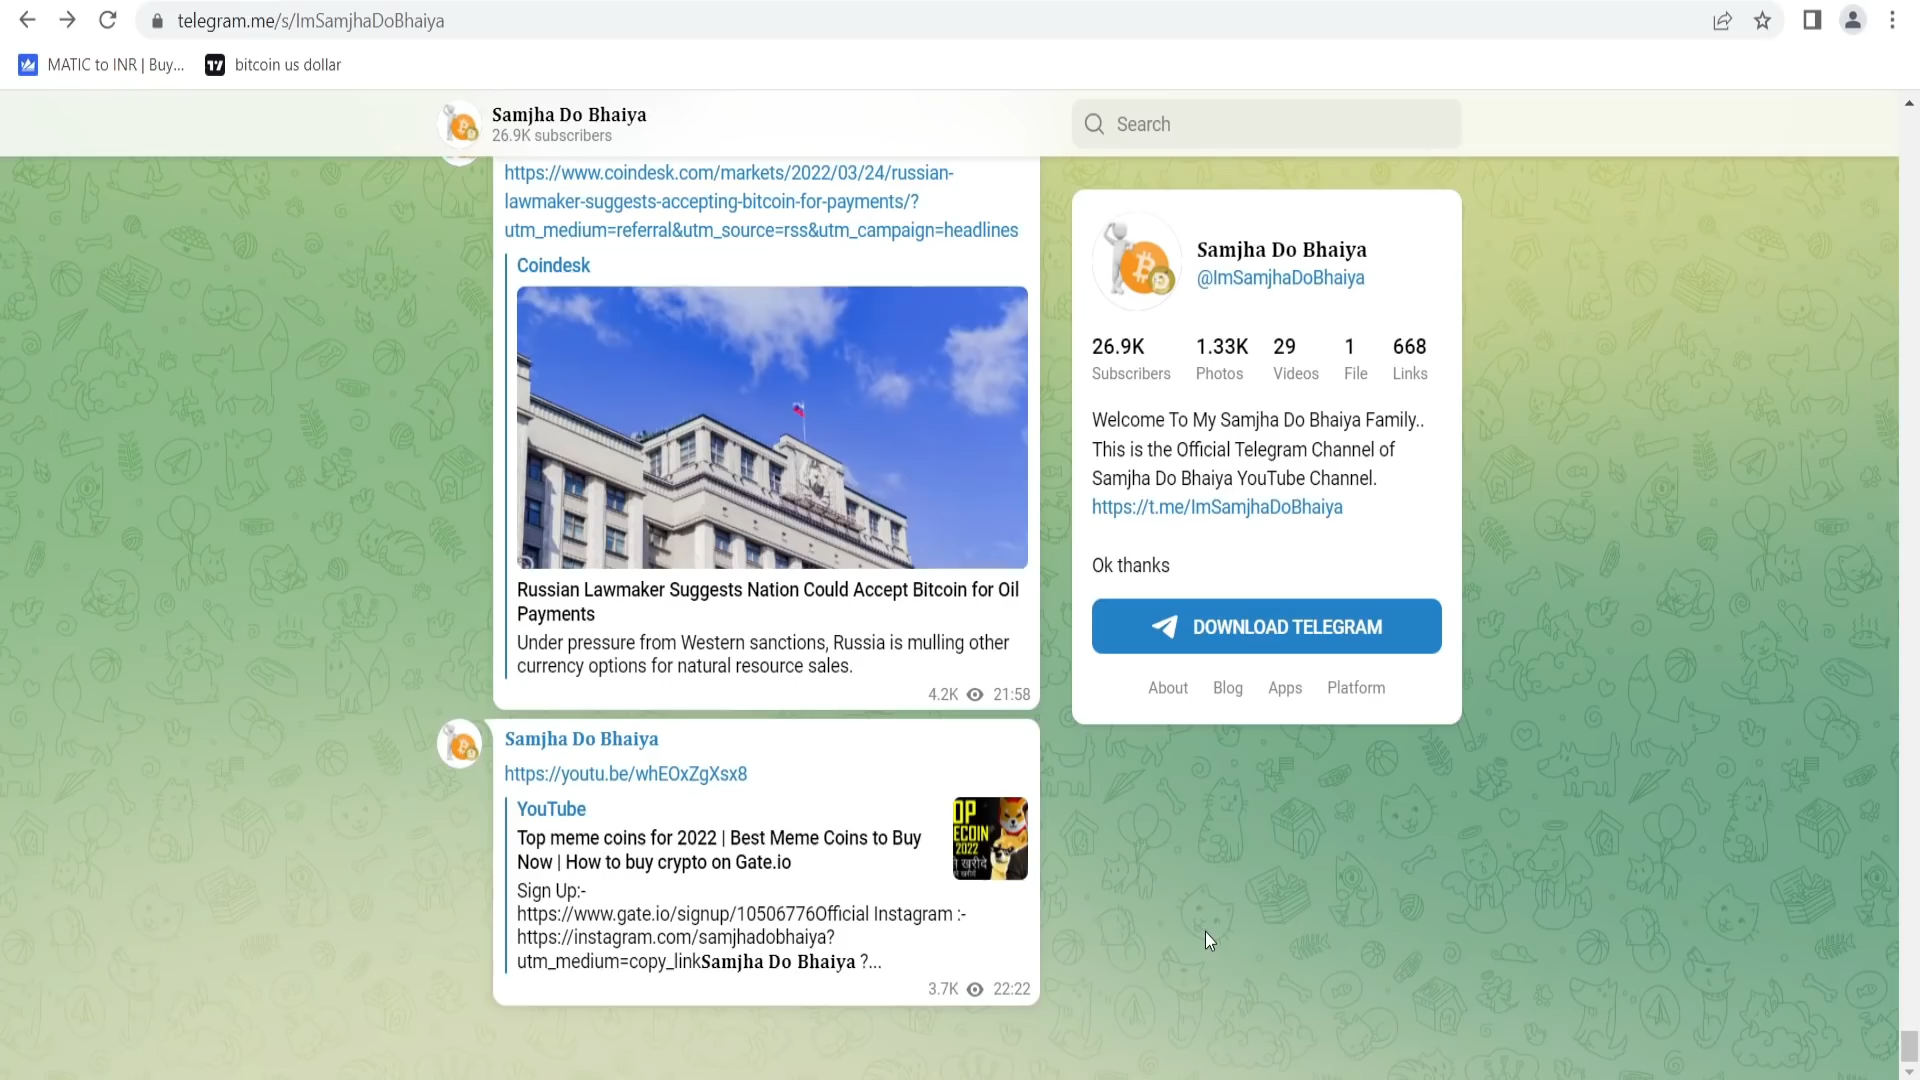 telegram.me/s/ImSamjhaDoBhaiya
MATIC to INR | Buy...
bitcoin us dollar
Samjha Do Bhaiya
26.9K subscribers
Search
https://www.coindesk.com/markets/2022/03/24/russian-
lawmaker-suggests-accepting-bitcoin-for-payments/?
utm_medium=referral&utm_source=rss&utm_campaign=headlines
Coindesk
Russian Lawmaker Suggests Nation Could Accept Bitcoin for Oil
Payments
Under pressure from Western sanctions, Russia is mulling other
currency options for natural resource sales.
4.2K 21:58
Samjha Do Bhaiya
https://youtu.be/whEOxZgXsx8
YouTube
Top meme coins for 2022 | Best Meme Coins to Buy
Now | How to buy crypto on Gate.io
Sign Up:-
https://www.gate.io/signup/10506776Official Instagram :-
https://instagram.com/samjhadobhaiya?
utm_medium=copy_linkSamjha Do Bhaiya ?...
OP
ECOIN
2022
3.7K 22:22
Samjha Do Bhaiya
@ImSamjhaDoBhaiya
26.9K 1.33K 29 1 668
Subscribers Photos Videos File Links
Welcome To My Samjha Do Bhaiya Family..
This is the Official Telegram Channel of
Samjha Do Bhaiya YouTube Channel.
https://t.me/ImSamjhaDoBhaiya
Ok thanks
DOWNLOAD TELEGRAM
About Blog Apps Platform